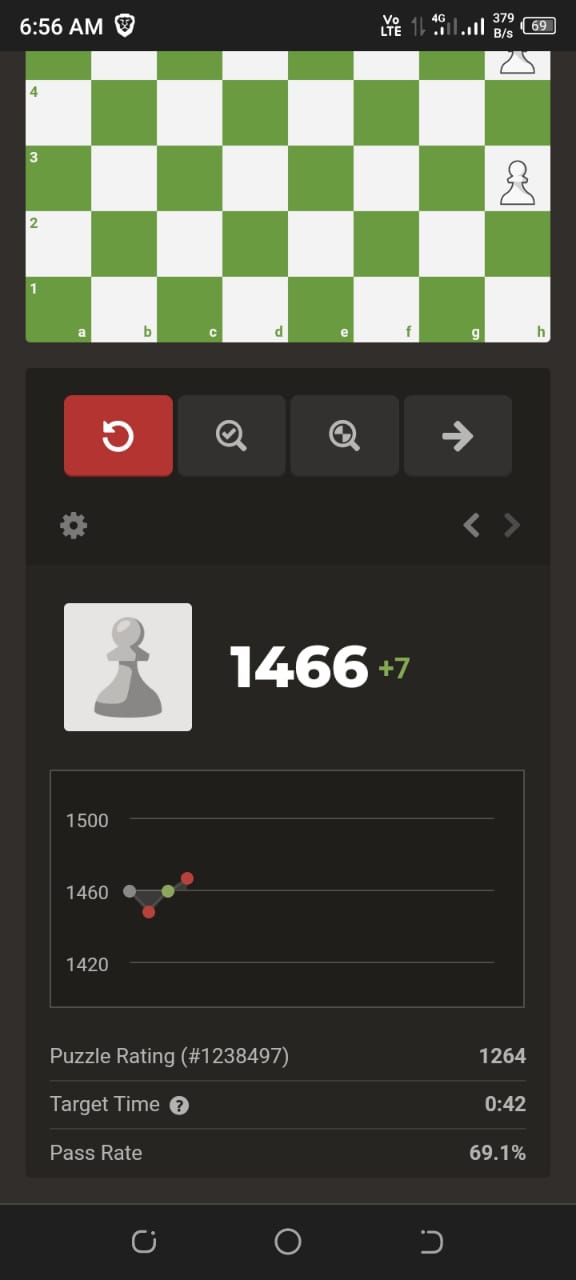 6:56 AM Vo LTE 4G 379 B/s 69
4
3
2
1
a b c d e f g h
1466 +7
1500
1460
1420
Puzzle Rating (#1238497) 1264
Target Time ? 0:42
Pass Rate 69.1%